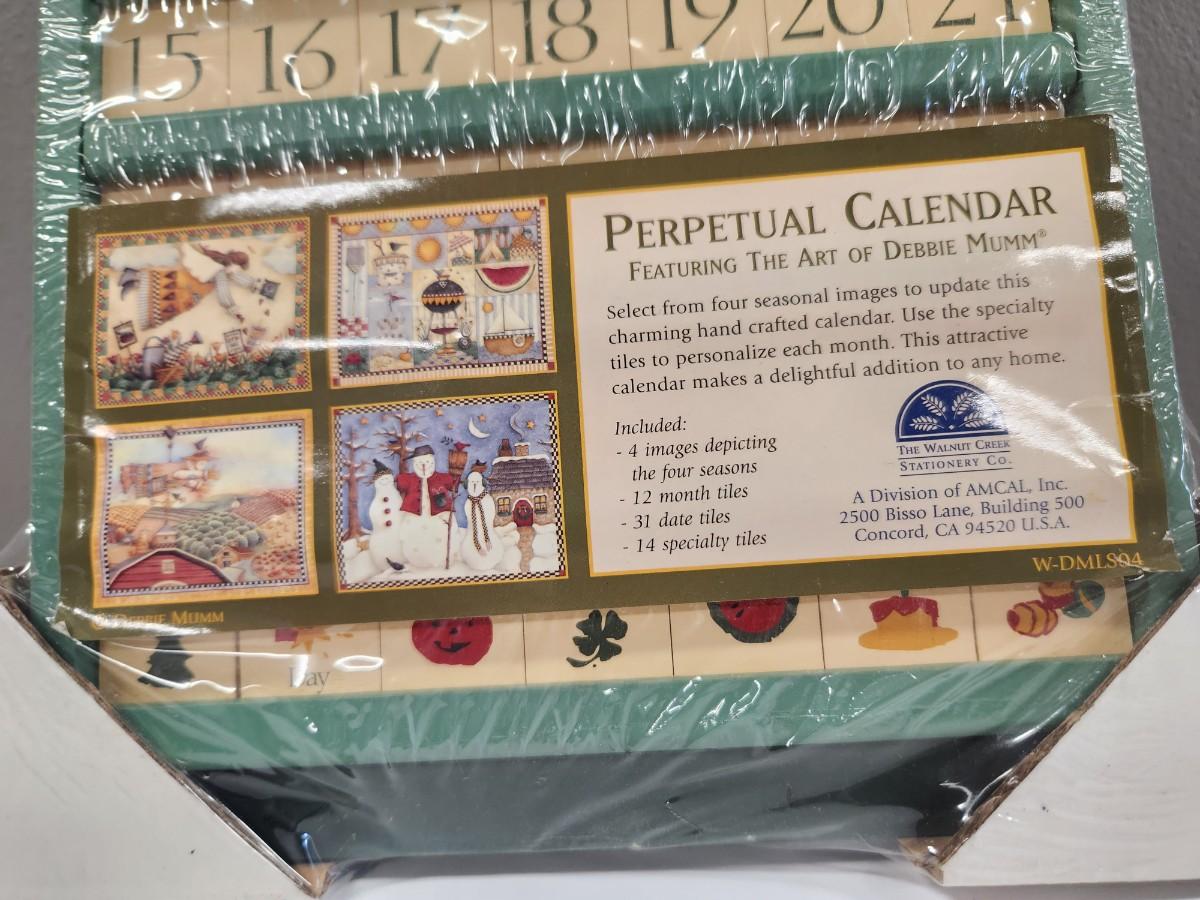 15 16 17 18 19 20 21
PERPETUAL CALENDAR
FEATURING THE ART OF DEBBIE MUMM®
Select from four seasonal images to update this
charming hand crafted calendar. Use the specialty
tiles to personalize each month. This attractive
calendar makes a delightful addition to any home.
Included:
- 4 images depicting
the four seasons
- 12 month tiles
- 31 date tiles
- 14 specialty tiles
THE WALNUT CREEK
STATIONERY CO.
A Division of AMCAL, Inc.
2500 Bisso Lane, Building 500
Concord, CA 94520 U.S.A.
W-DMLS04
© DEBBIE MUMM
Day